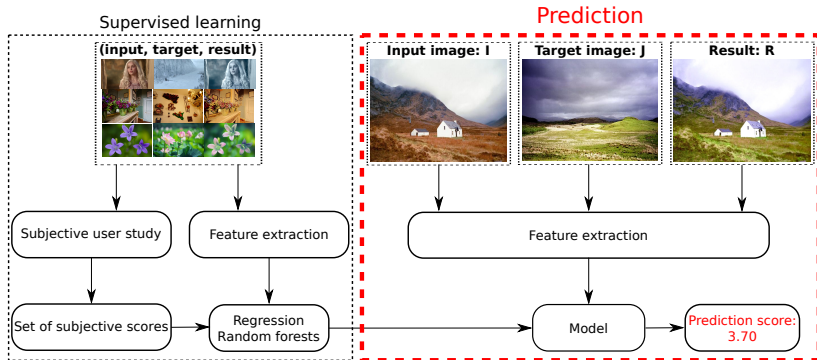 Supervised learning
Prediction
(input, target, result)
Input image: I
Target image: J
Result: R
Subjective user study
Feature extraction
Feature extraction
Set of subjective scores
Regression
Random forests
Model
Prediction score:
3.70